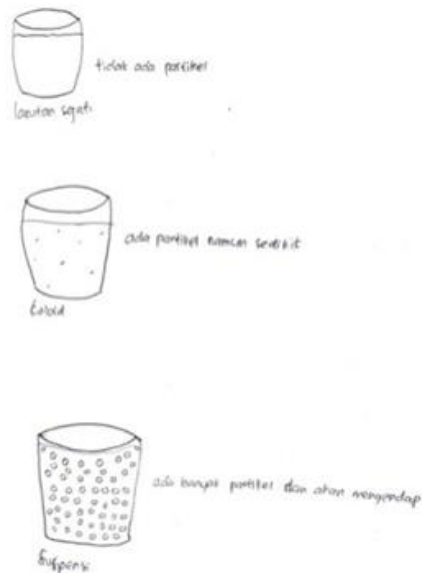 tidak ada partikel
larutan sejati
ada partikel namun sedikit
koloid
ada banyak partikel dan akan mengendap
suspensi